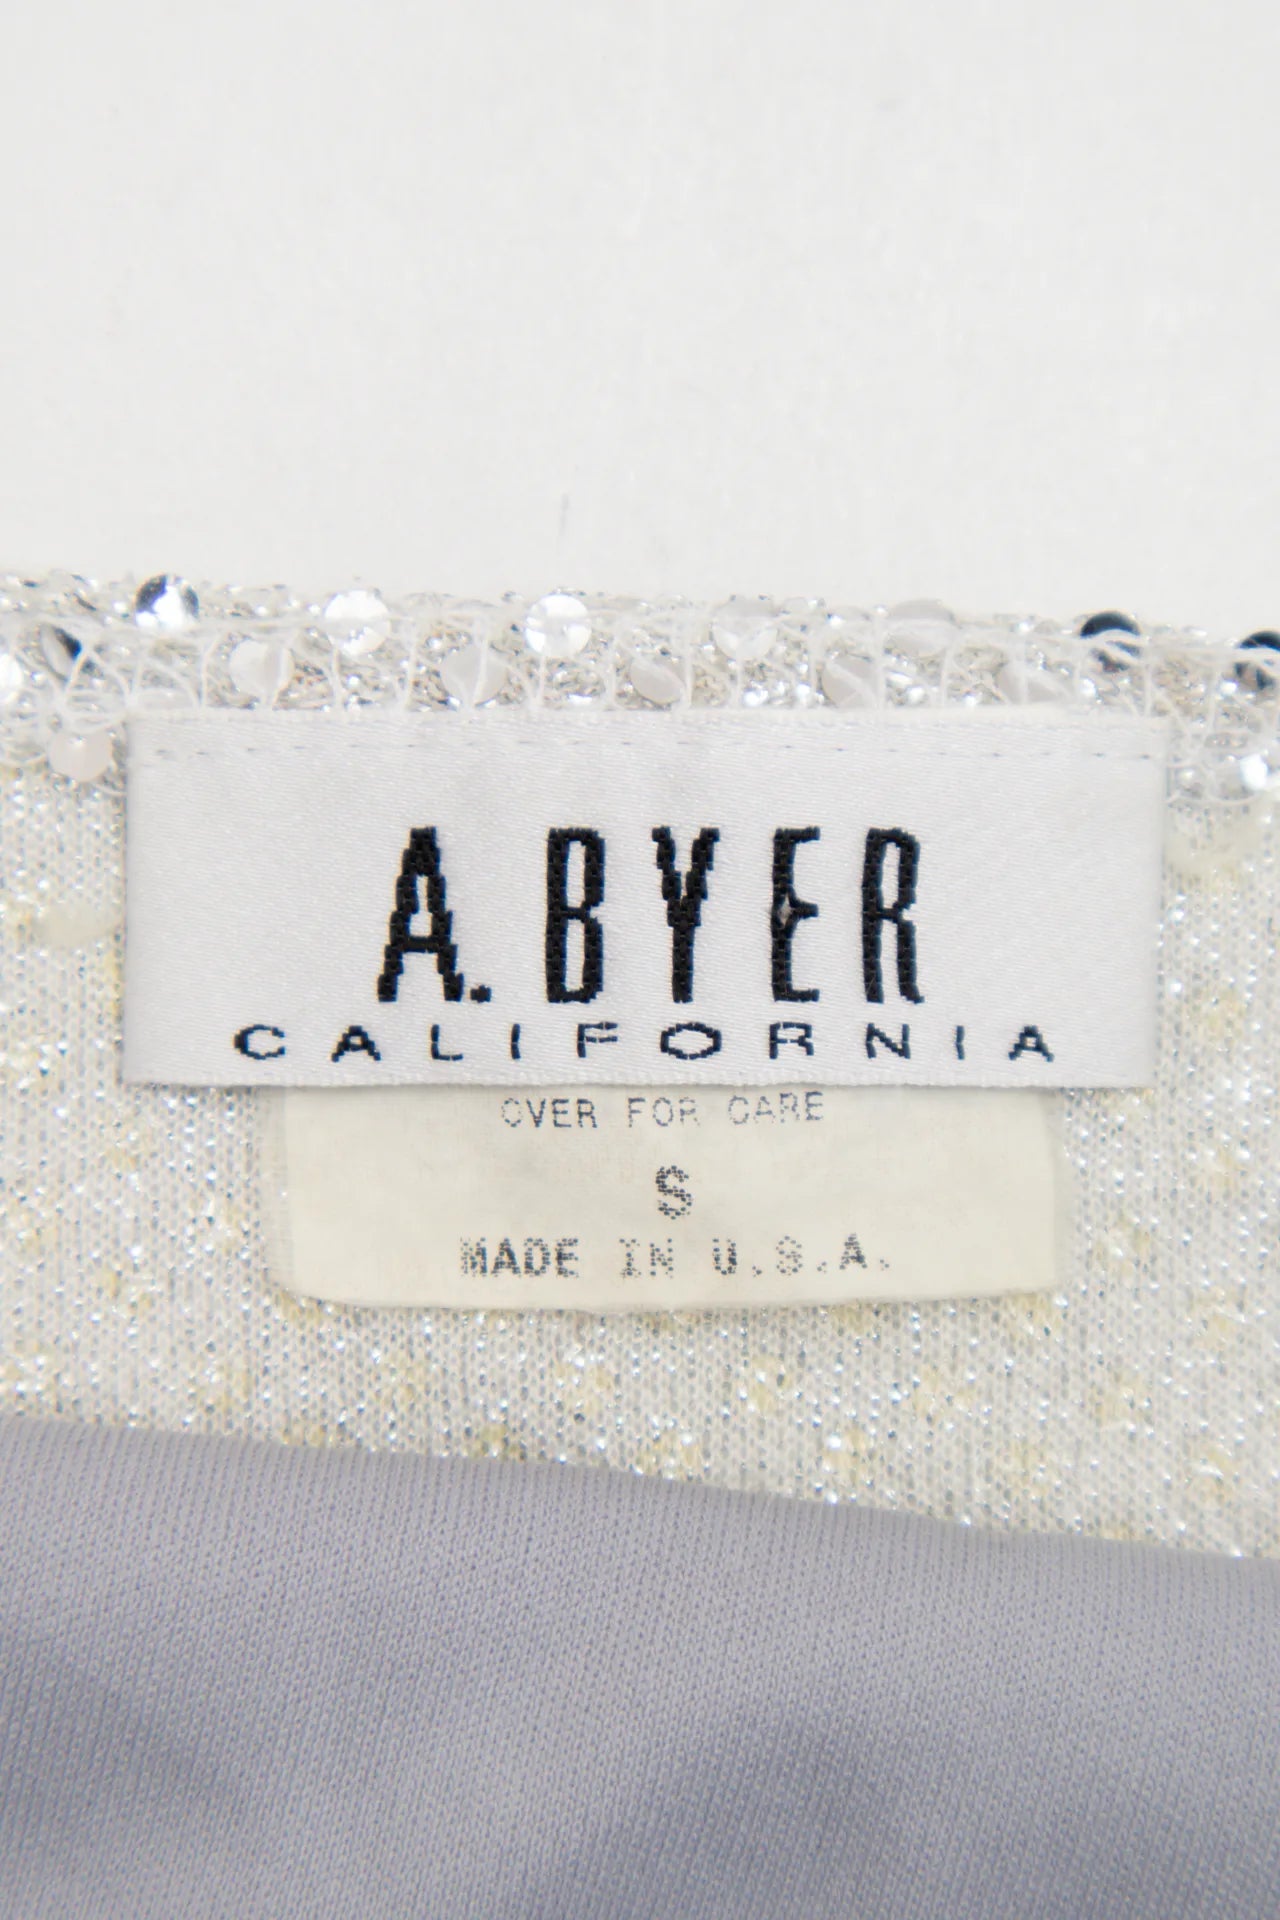 A. BYER
CALIFORNIA
OVER FOR CARE
S
MADE IN U.S.A.